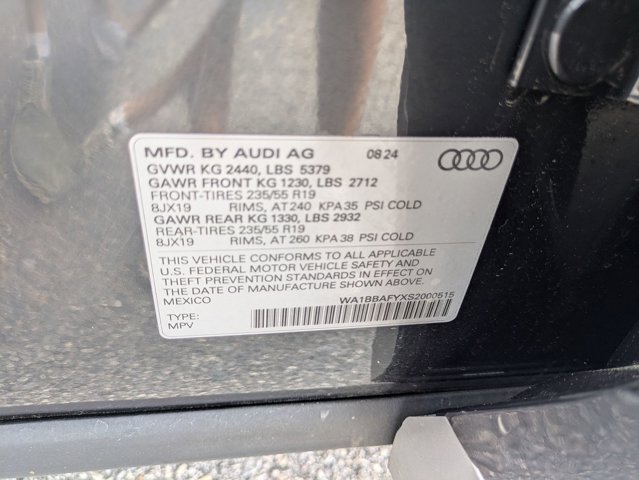 MFD. BY AUDI AG 08 24
GVWR KG 2440, LBS 5379
GAWR FRONT KG 1230, LBS 2712
FRONT-TIRES 235/55 R19
8JX19 RIMS, AT 240 KPA 35 PSI COLD
GAWR REAR KG 1330, LBS 2932
REAR-TIRES 235/55 R19
8JX19 RIMS, AT 260 KPA 38 PSI COLD
THIS VEHICLE CONFORMS TO ALL APPLICABLE
U.S. FEDERAL MOTOR VEHICLE SAFETY AND
THEFT PREVENTION STANDARDS IN EFFECT ON
THE DATE OF MANUFACTURE SHOWN ABOVE.
MEXICO WA1BBAFYXS2000515
TYPE:
MPV